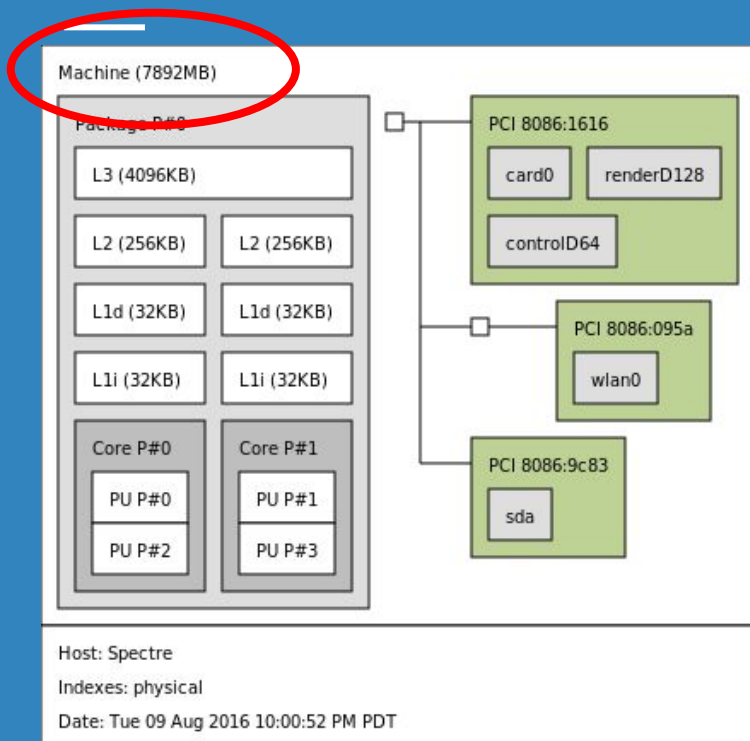 Machine (7892MB)
Package P#0
L3 (4096KB)
L2 (256KB)
L2 (256KB)
L1d (32KB)
L1d (32KB)
L1i (32KB)
L1i (32KB)
Core P#0
PU P#0
PU P#2
Core P#1
PU P#1
PU P#3
PCI 8086:1616
card0
renderD128
controlD64
PCI 8086:095a
wlan0
PCI 8086:9c83
sda
Host: Spectre
Indexes: physical
Date: Tue 09 Aug 2016 10:00:52 PM PDT